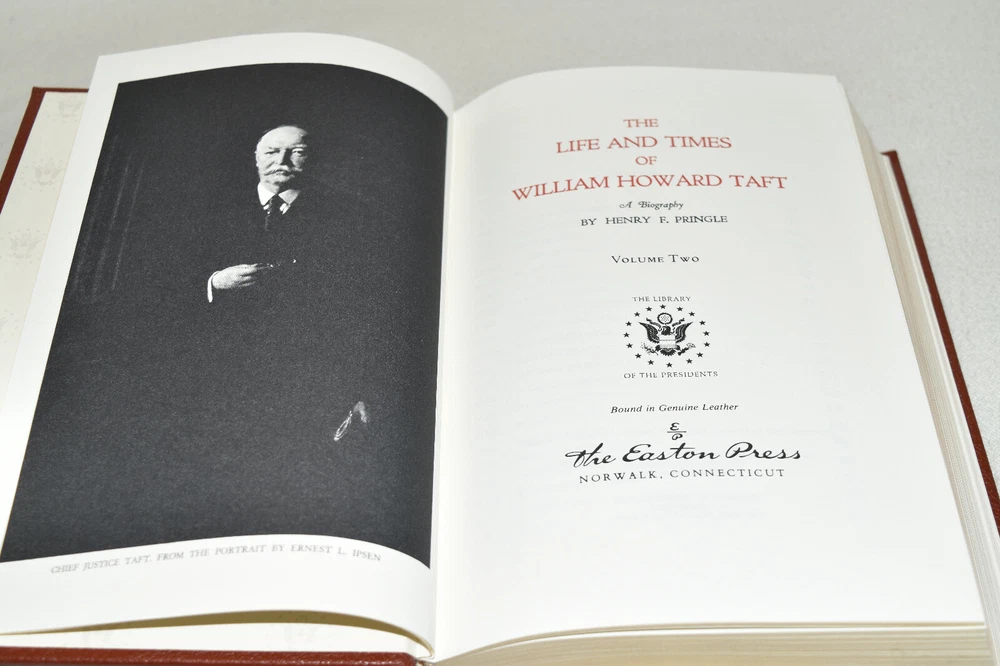 CHIEF JUSTICE TAFT, FROM THE PORTRAIT BY ERNEST L. IPSEN
THE
LIFE AND TIMES
OF
WILLIAM HOWARD TAFT
A Biography
BY HENRY F. PRINGLE
VOLUME TWO
THE LIBRARY
OF THE PRESIDENTS
Bound in Genuine Leather
E/P
The Easton Press
NORWALK, CONNECTICUT